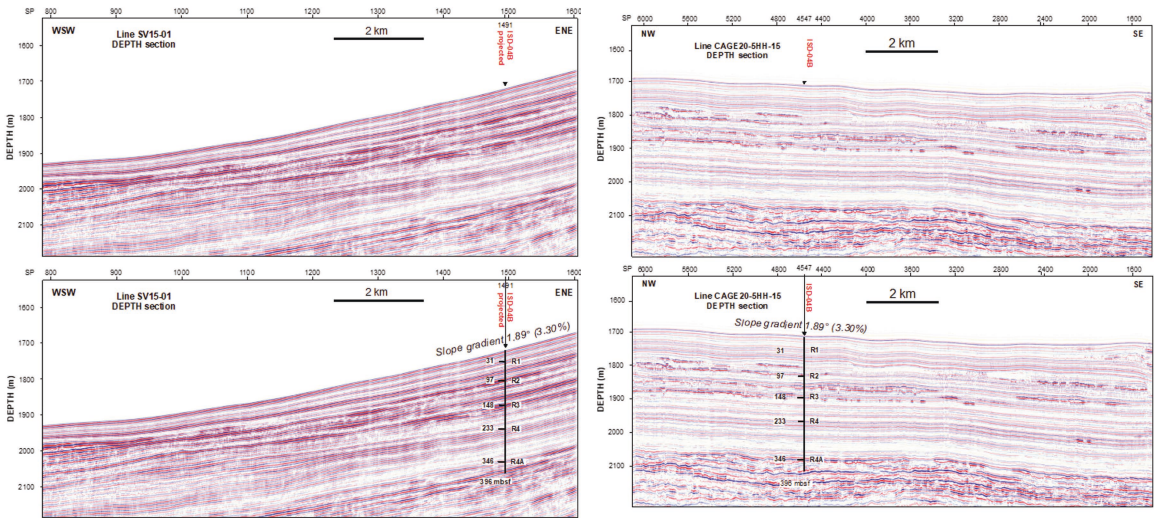 SP 800 900 1000 1100 1200 1300 1400 1500 1600
WSW
Line SV15-01
DEPTH section
2 km
1491
ISD-04B
projected
ENE
DEPTH (m)
1600
1700
1800
1900
2000
2100
SP 6000 5600 5200 4800 4547 4400 4000 3600 3200 2800 2400 2000 1600
NW
Line CAGE20-5HH-15
DEPTH section
2 km
ISD-04B
SE
DEPTH (m)
1600
1700
1800
1900
2000
2100
SP 800 900 1000 1100 1200 1300 1400 1500 1600
WSW
Line SV15-01
DEPTH section
2 km
1491
ISD-04B
projected
ENE
Slope gradient 1.89° (3.30%)
DEPTH (m)
1600
1700
1800
1900
2000
2100
31 R1
97 R2
148 R3
233 R4
346 R4A
396 mbsf
SP 6000 5600 5200 4800 4547 4400 4000 3600 3200 2800 2400 2000 1600
NW
Line CAGE20-5HH-15
DEPTH section
2 km
ISD-04B
SE
Slope gradient 1.89° (3.30%)
DEPTH (m)
1600
1700
1800
1900
2000
2100
31 R1
97 R2
148 R3
233 R4
346 R4A
396 mbsf